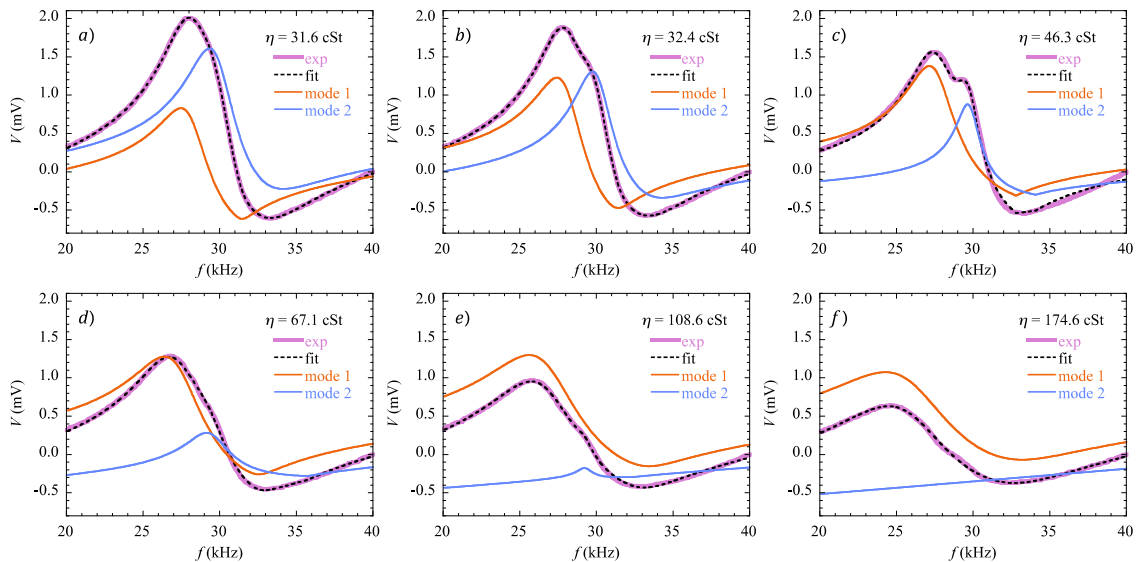 a)
η = 31.6 cSt
exp
fit
mode 1
mode 2
V (mV)
2.0
1.5
1.0
0.5
0.0
-0.5
20 25 30 35 40
f (kHz)
b)
η = 32.4 cSt
exp
fit
mode 1
mode 2
V (mV)
2.0
1.5
1.0
0.5
0.0
-0.5
20 25 30 35 40
f (kHz)
c)
η = 46.3 cSt
exp
fit
mode 1
mode 2
V (mV)
2.0
1.5
1.0
0.5
0.0
-0.5
20 25 30 35 40
f (kHz)
d)
η = 67.1 cSt
exp
fit
mode 1
mode 2
V (mV)
2.0
1.5
1.0
0.5
0.0
-0.5
20 25 30 35 40
f (kHz)
e)
η = 108.6 cSt
exp
fit
mode 1
mode 2
V (mV)
2.0
1.5
1.0
0.5
0.0
-0.5
20 25 30 35 40
f (kHz)
f)
η = 174.6 cSt
exp
fit
mode 1
mode 2
V (mV)
2.0
1.5
1.0
0.5
0.0
-0.5
20 25 30 35 40
f (kHz)